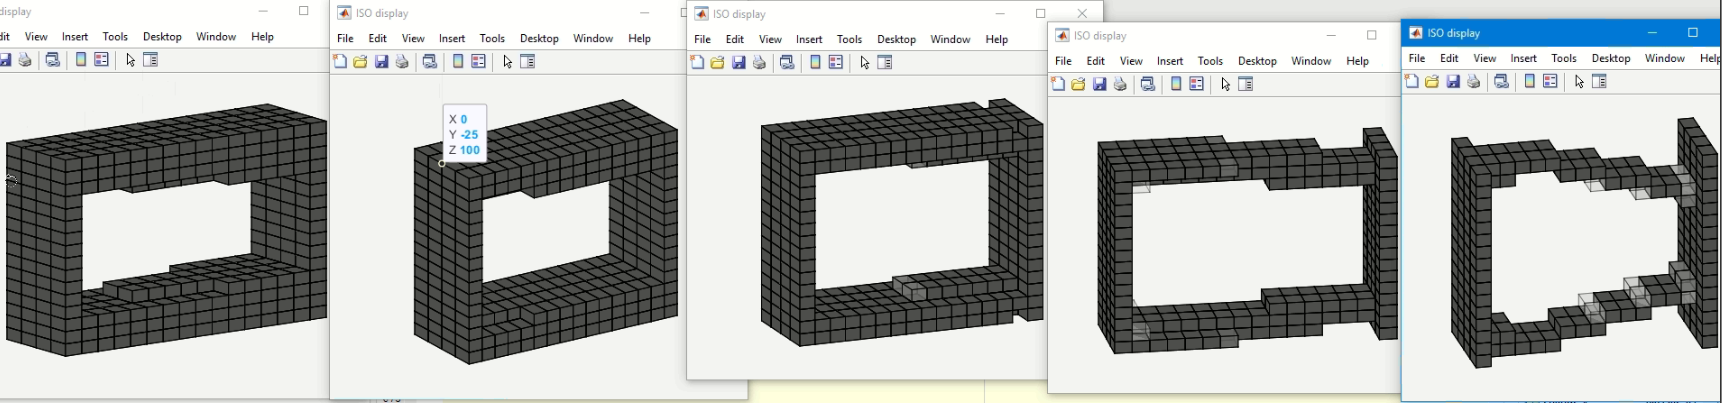 display
dit View Insert Tools Desktop Window Help
ISO display
File Edit View Insert Tools Desktop Window Help
X 0
Y -25
Z 100
ISO display
File Edit View Insert Tools Desktop Window Help
ISO display
File Edit View Insert Tools Desktop Window Help
ISO display
File Edit View Insert Tools Desktop Window Help